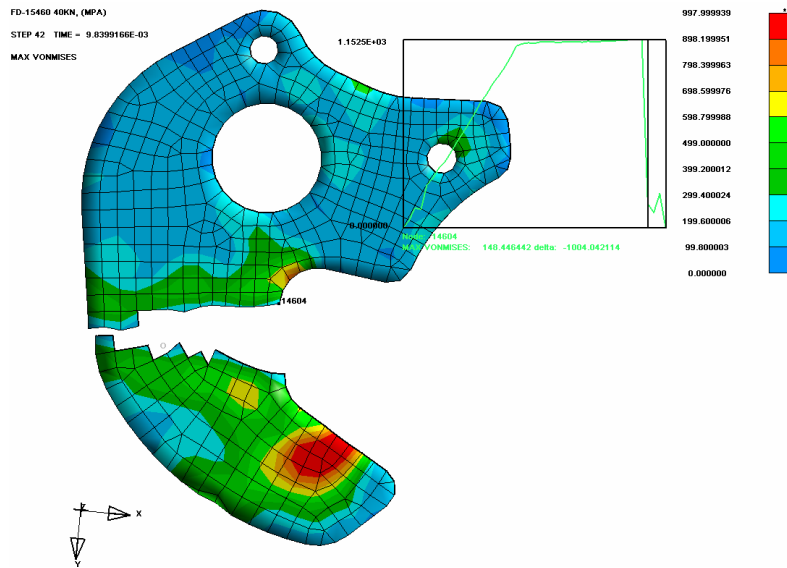 FD-15460 40KN, (MPA)
STEP 42 TIME = 9.8399166E-03
MAX VONMISES
1.1525E+03
0.000000
Node: 14604
MAX VONMISES: 148.446442 delta: -1004.042114
14604
997.999939
898.199951
798.399963
698.599976
598.799988
499.000000
399.200012
299.400024
199.600006
99.800003
0.000000
Z
X
Y